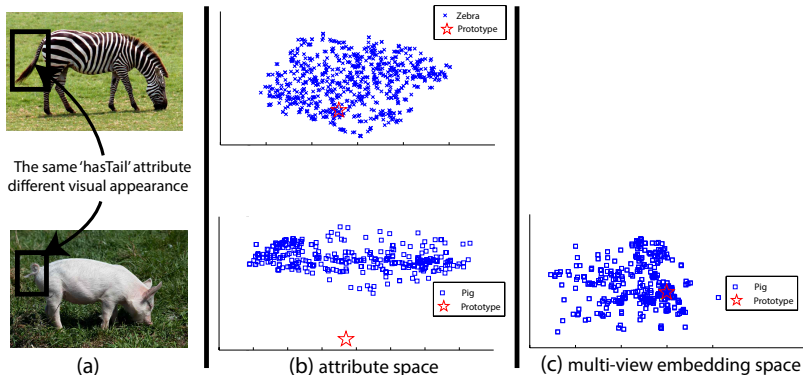 Zebra
Prototype
The same 'hasTail' attribute
different visual appearance
Pig
Prototype
Pig
Prototype
(a)
(b) attribute space
(c) multi-view embedding space